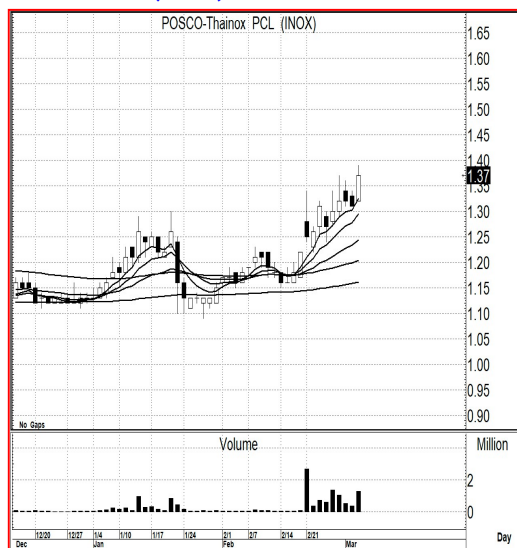 POSCO-Thainox PCL (INOX)
1.65
1.60
1.55
1.50
1.45
1.40
1.37
1.35
1.30
1.25
1.20
1.15
1.10
1.05
1.00
0.95
0.90
No Gaps
Volume
Million
2
0
12/20 12/27 1/4 1/10 1/17 1/24 2/1 2/7 2/14 2/21
Dec Jan Feb Mar
Day